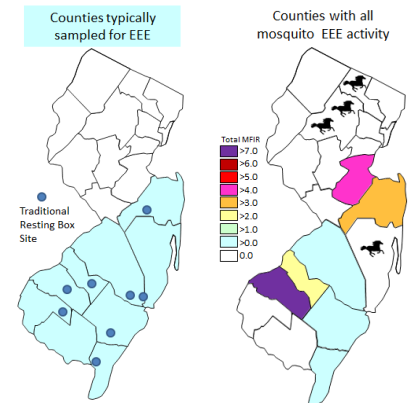 Counties typically
sampled for EEE
Counties with all
mosquito EEE activity
Traditional
Resting Box
Site
Total MFIR
>7.0
>6.0
>5.0
>4.0
>3.0
>2.0
>1.0
>0.0
0.0